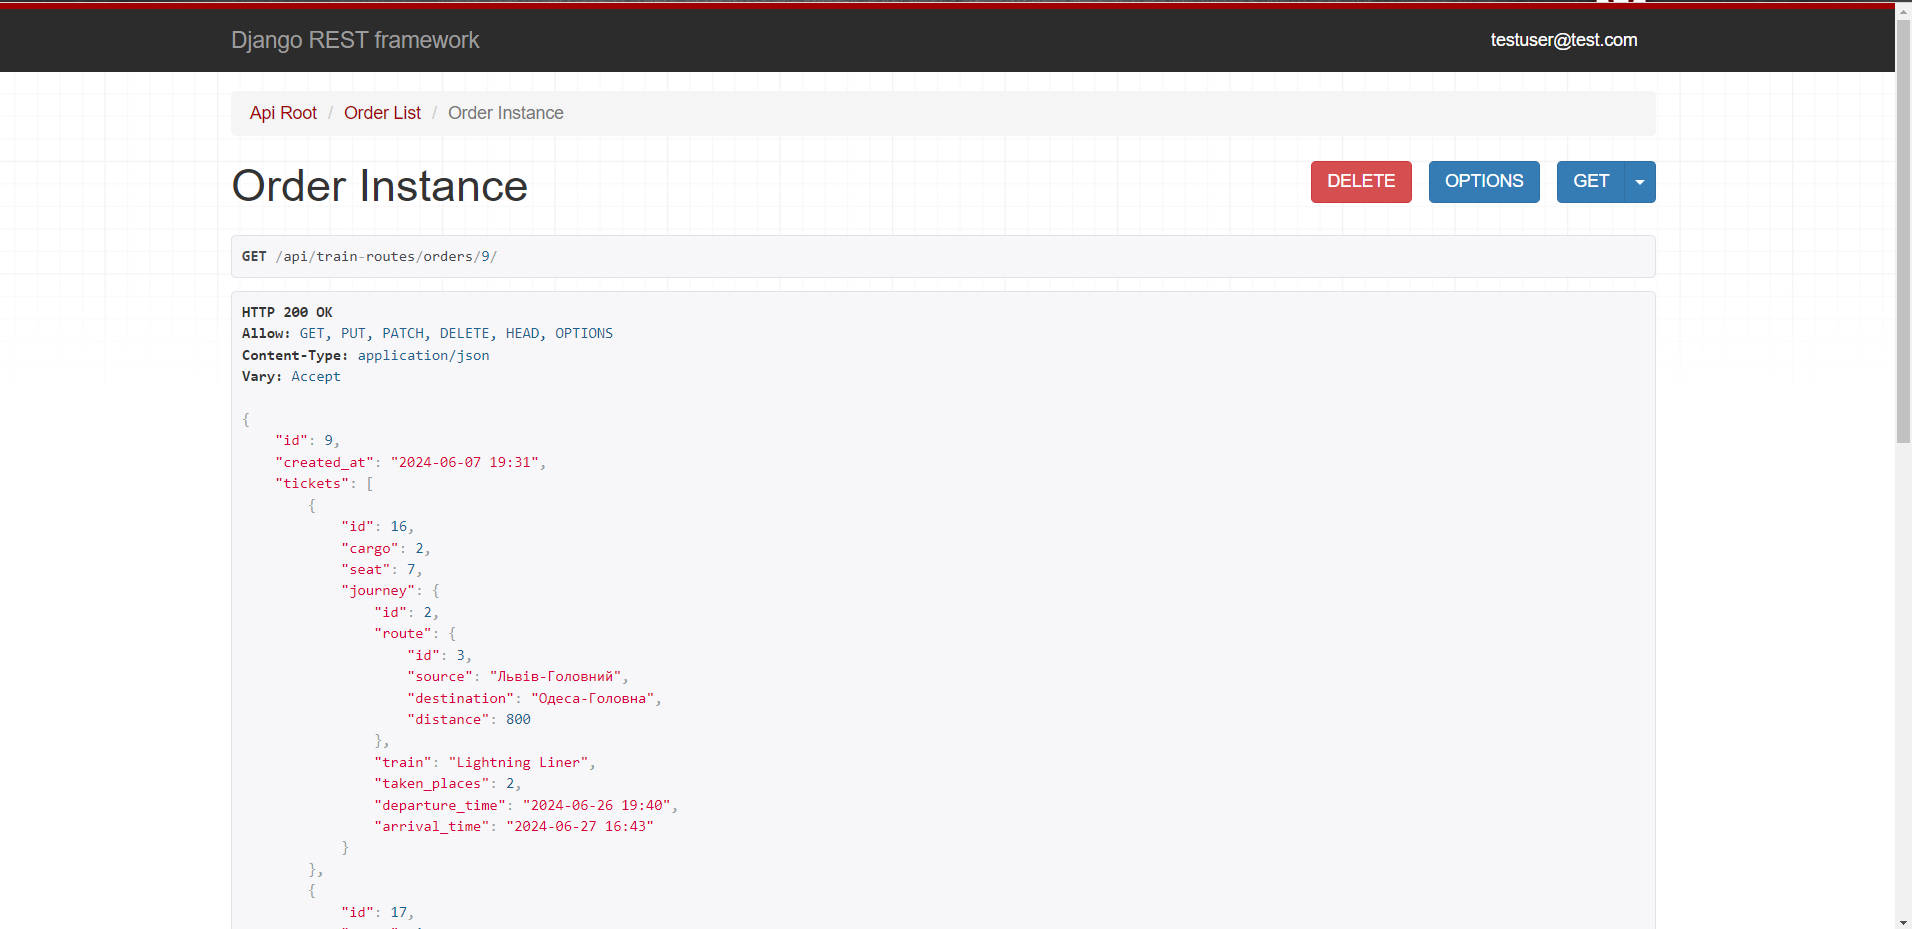 Django REST framework
testuser@test.com
Api Root / Order List / Order Instance
Order Instance
DELETE
OPTIONS
GET
GET /api/train-routes/orders/9/
HTTP 200 OK
Allow: GET, PUT, PATCH, DELETE, HEAD, OPTIONS
Content-Type: application/json
Vary: Accept
{
    "id": 9,
    "created_at": "2024-06-07 19:31",
    "tickets": [
        {
            "id": 16,
            "cargo": 2,
            "seat": 7,
            "journey": {
                "id": 2,
                "route": {
                    "id": 3,
                    "source": "Львів-Головний",
                    "destination": "Одеса-Головна",
                    "distance": 800
                },
                "train": "Lightning Liner",
                "taken_places": 2,
                "departure_time": "2024-06-26 19:40",
                "arrival_time": "2024-06-27 16:43"
            }
        },
        {
            "id": 17,